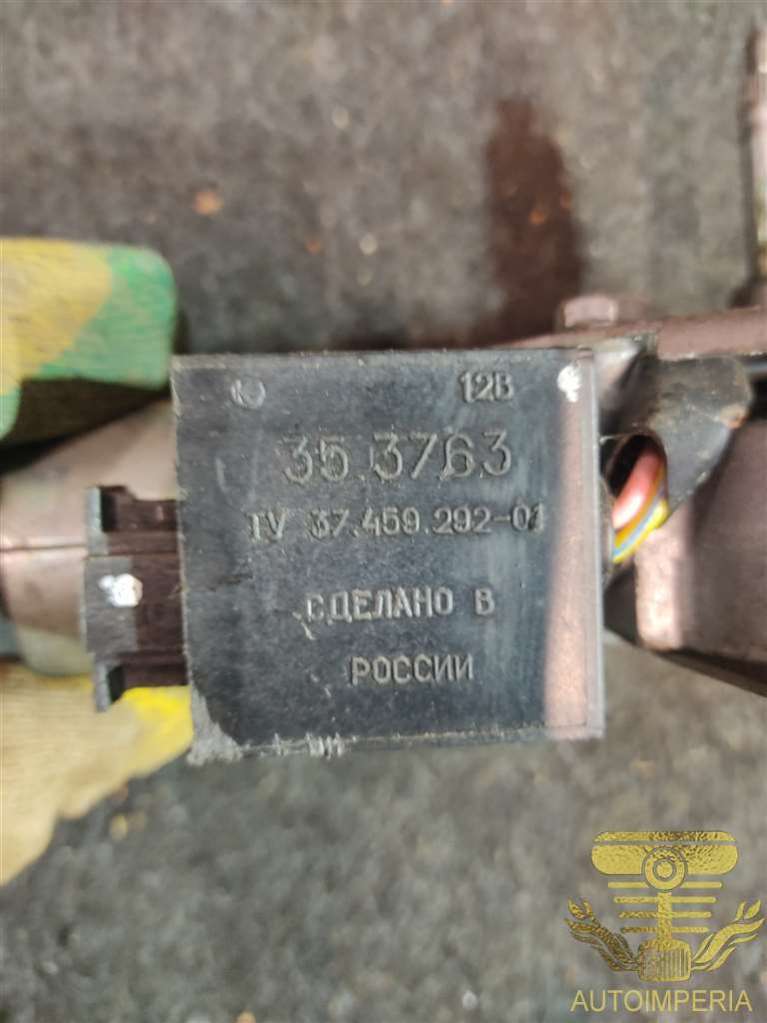 12В
35.3763
ТУ 37.459.292-01
СДЕЛАНО В
РОССИИ
AUTOIMPERIA